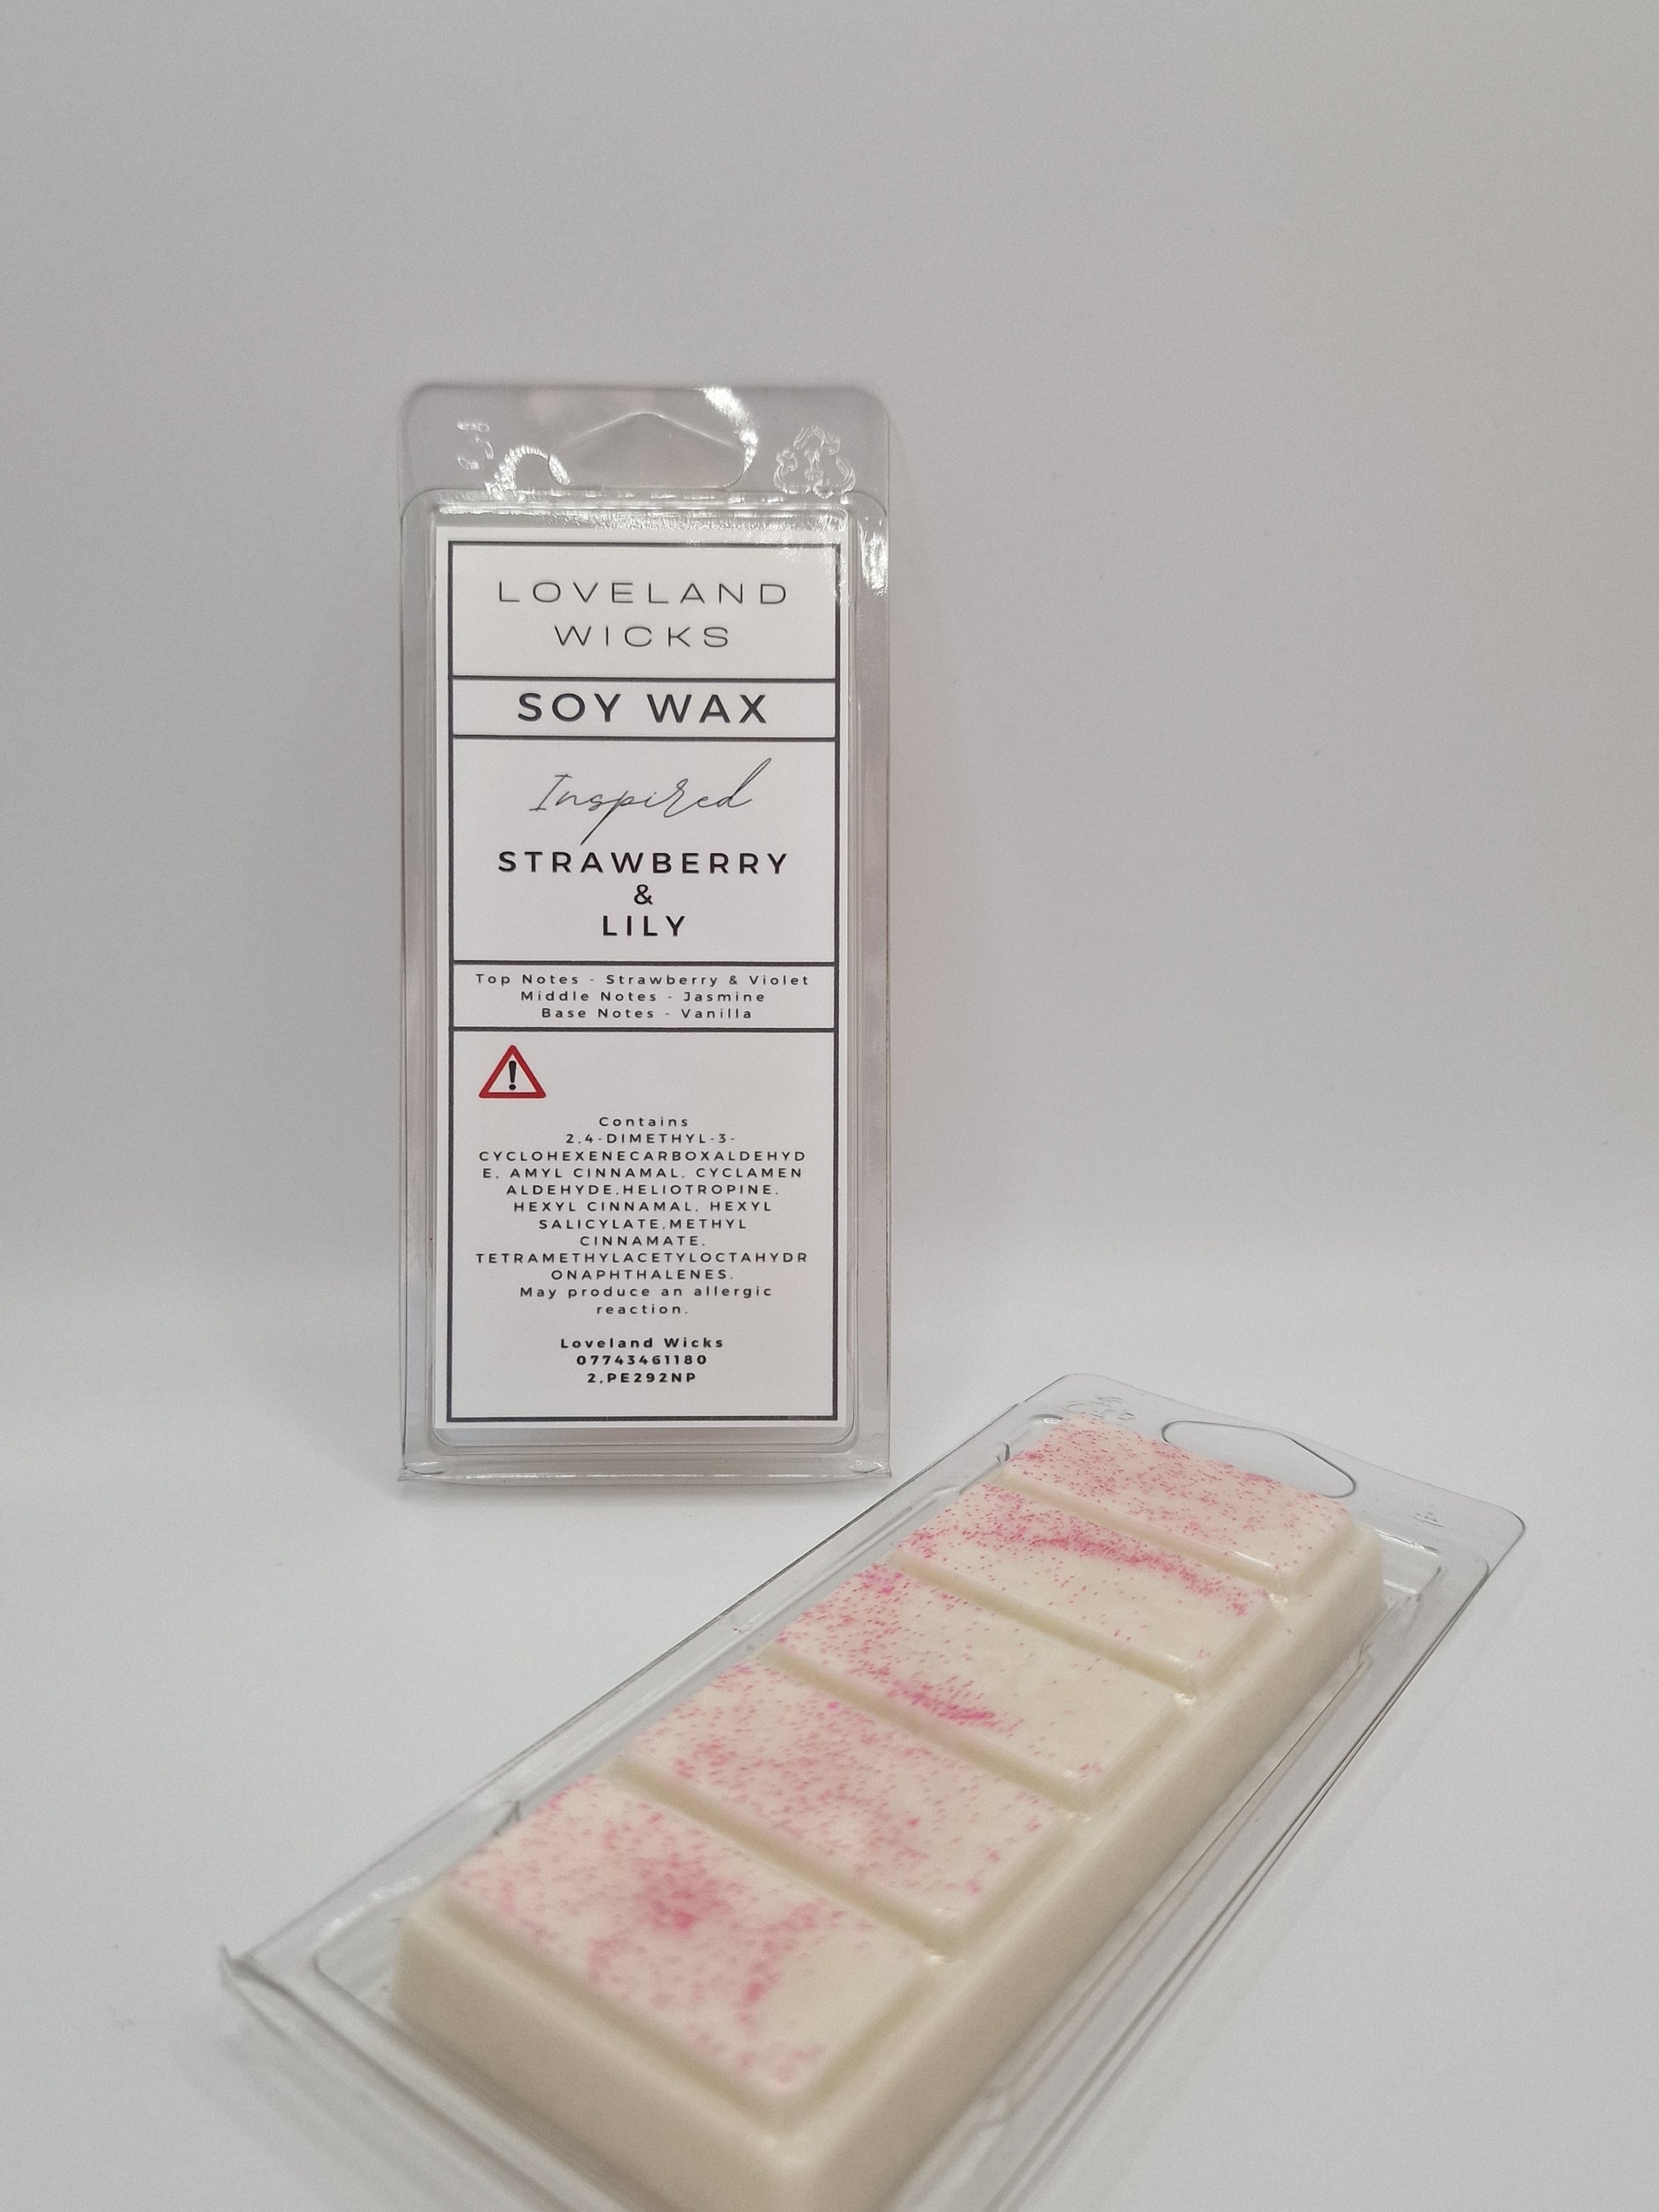 LOVELAND
WICKS
SOY WAX
Inspired
STRAWBERRY
&
LILY
Top Notes - Strawberry & Violet
Middle Notes - Jasmine
Base Notes - Vanilla
!
Contains
2,4-DIMETHYL-3-
CYCLOHEXENECARBOXALDEHYD
E, AMYL CINNAMAL, CYCLAMEN
ALDEHYDE,HELIOTROPINE,
HEXYL CINNAMAL, HEXYL
SALICYLATE,METHYL
CINNAMATE,
TETRAMETHYLACETYLOCTAHYDR
ONAPHTHALENES.
May produce an allergic
reaction.
Loveland Wicks
07743461180
2,PE292NP